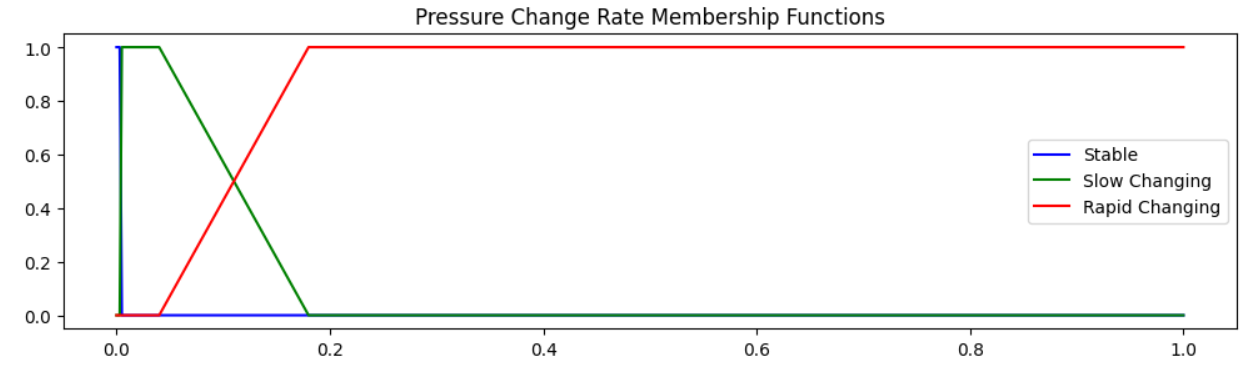 Pressure Change Rate Membership Functions
1.0
0.8
0.6
0.4
0.2
0.0
Stable
Slow Changing
Rapid Changing
0.0 0.2 0.4 0.6 0.8 1.0